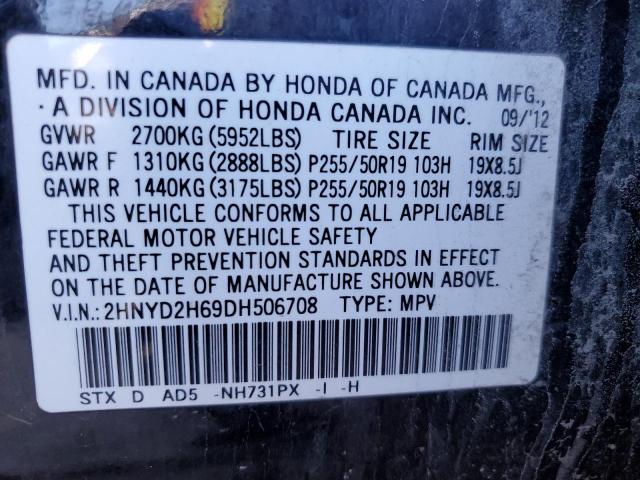 MFD. IN CANADA BY HONDA OF CANADA MFG.,
· A DIVISION OF HONDA CANADA INC. 09/'12
GVWR 2700KG (5952LBS) TIRE SIZE RIM SIZE
GAWR F 1310KG (2888LBS) P255/50R19 103H 19X8.5J
GAWR R 1440KG (3175LBS) P255/50R19 103H 19X8.5J
THIS VEHICLE CONFORMS TO ALL APPLICABLE
FEDERAL MOTOR VEHICLE SAFETY
AND THEFT PREVENTION STANDARDS IN EFFECT
ON THE DATE OF MANUFACTURE SHOWN ABOVE.
V.I.N.: 2HNYD2H69DH506708 TYPE: MPV
STX D AD5 -NH731PX -I -H